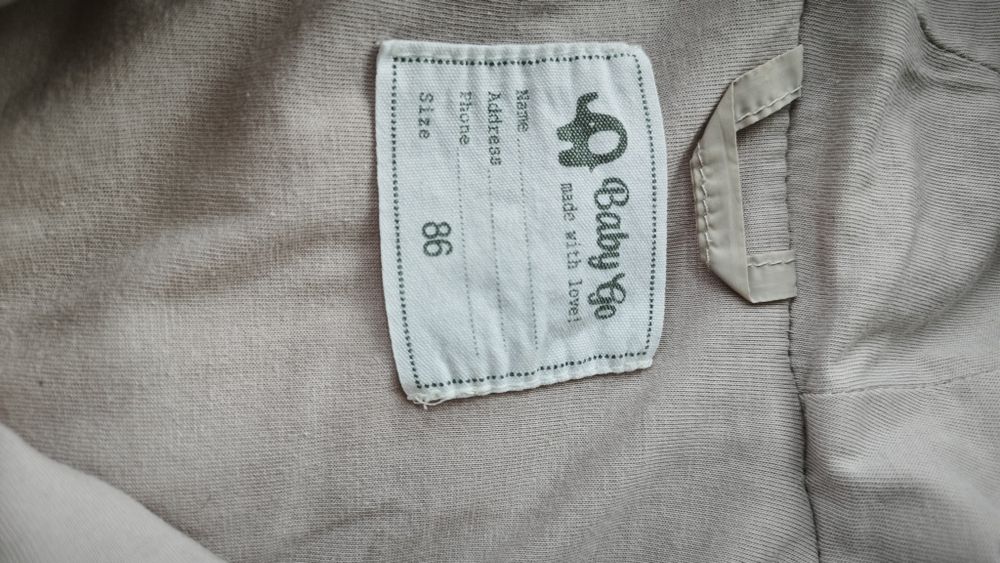 Baby Go
made with love!
Name
Address
Phone
Size 86